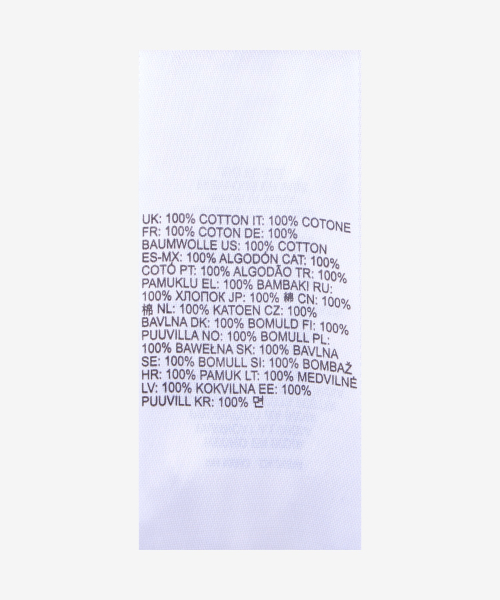 UK: 100% COTTON IT: 100% COTONE
FR: 100% COTON DE: 100%
BAUMWOLLE US: 100% COTTON
ES-MX: 100% ALGODÓN CAT: 100%
COTÓ PT: 100% ALGODÃO TR: 100%
PAMUKLU EL: 100% BAMBAKI RU:
100% ХЛОПОК JP: 100% 綿 CN: 100%
棉 NL: 100% KATOEN CZ: 100%
BAVLNA DK: 100% BOMULD FI: 100%
PUUVILLA NO: 100% BOMULL PL:
100% BAWEŁNA SK: 100% BAVLNA
SE: 100% BOMULL SI: 100% BOMBAŽ
HR: 100% PAMUK LT: 100% MEDVILNĖ
LV: 100% KOKVILNA EE: 100%
PUUVILL KR: 100% 면